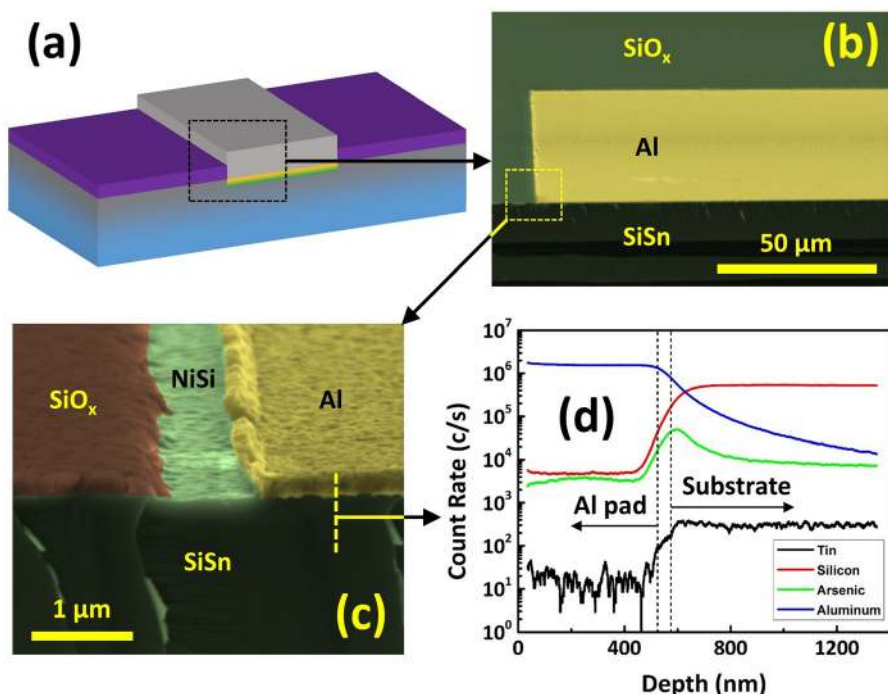 (a)
(b)
SiOₓ
Al
SiSn
50 μm
(c)
SiOₓ
NiSi
Al
SiSn
1 μm
(d)
Count Rate (c/s)
10⁷
10⁶
10⁵
10⁴
10³
10²
10¹
10⁰
Al pad
Substrate
Tin
Silicon
Arsenic
Aluminum
0 400 800 1200
Depth (nm)